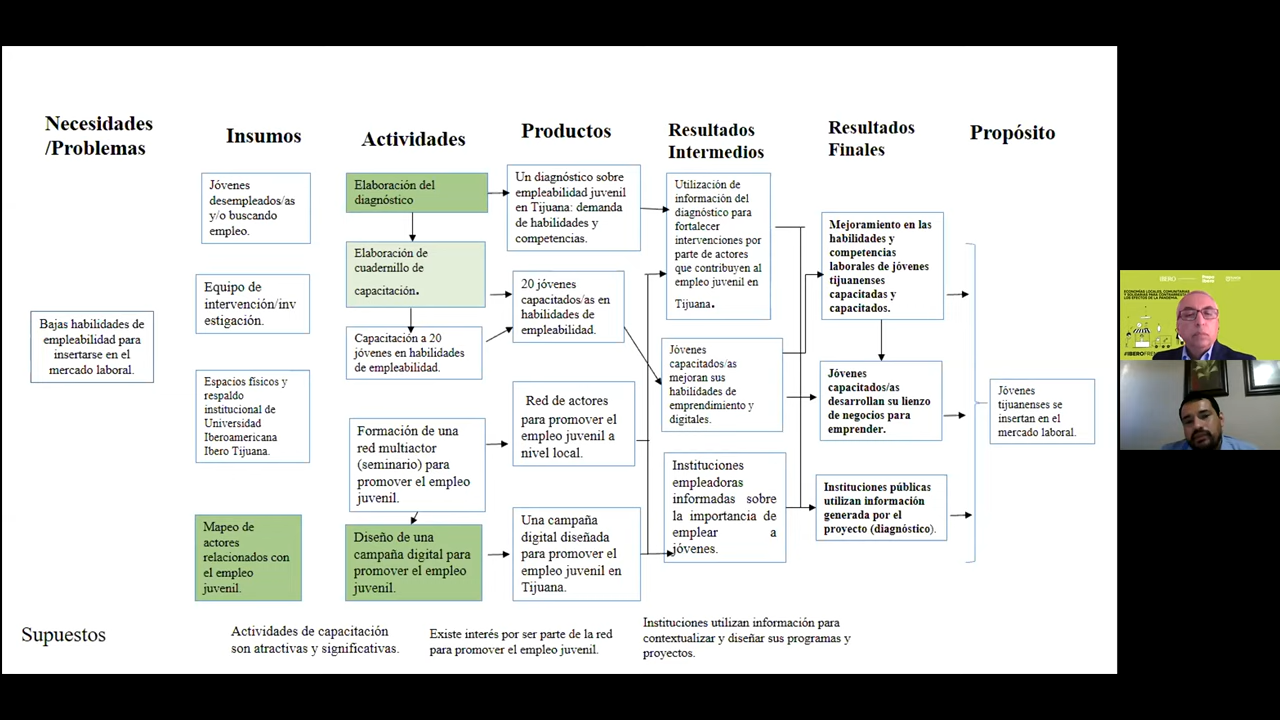 Necesidades
/Problemas
Insumos
Actividades
Productos
Resultados
Intermedios
Resultados
Finales
Propósito
Bajas habilidades de
empleabilidad para
insertarse en el
mercado laboral.
Jóvenes
desempleados/as
y/o buscando
empleo.
Equipo de
intervención/inv
estigación.
Espacios físicos y
respaldo
institucional de
Universidad
Iberoamericana
Ibero Tijuana.
Mapeo de
actores
relacionados con
el empleo
juvenil.
Elaboración del
diagnóstico
Elaboración de
cuadernillo de
capacitación.
Capacitación a 20
jóvenes en habilidades
de empleabilidad.
Formación de una
red multiactor
(seminario) para
promover el empleo
juvenil.
Diseño de una
campaña digital para
promover el empleo
juvenil.
Un diagnóstico sobre
empleabilidad juvenil
en Tijuana: demanda
de habilidades y
competencias.
20 jóvenes
capacitados/as en
habilidades de
empleabilidad.
Red de actores
para promover el
empleo juvenil a
nivel local.
Una campaña
digital diseñada
para promover el
empleo juvenil en
Tijuana.
Utilización de
información del
diagnóstico para
fortalecer
intervenciones por
parte de actores
que contribuyen al
empleo juvenil en
Tijuana.
Jóvenes
capacitados/as
mejoran sus
habilidades de
emprendimiento y
digitales.
Instituciones
empleadoras
informadas sobre
la importancia de
emplear a
jóvenes.
Mejoramiento en las
habilidades y
competencias
laborales de jóvenes
tijuanenses
capacitadas y
capacitados.
Jóvenes
capacitados/as
desarrollan su lienzo
de negocios para
emprender.
Instituciones públicas
utilizan información
generada por el
proyecto (diagnóstico).
Jóvenes
tijuanenses se
insertan en el
mercado laboral.
Supuestos
Actividades de capacitación
son atractivas y significativas.
Existe interés por ser parte de la red
para promover el empleo juvenil.
Instituciones utilizan información para
contextualizar y diseñar sus programas y
proyectos.
IBERO
ECONOMÍAS LOCALES, COMUNITARIAS
Y SOLIDARIAS PARA CONTRARRESTAR
LOS EFECTOS DE LA PANDEMIA